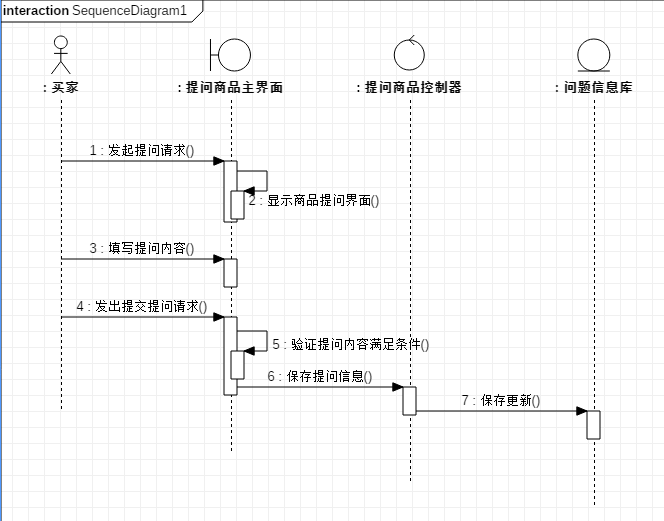 interaction SequenceDiagram1
: 买家
: 提问商品主界面
: 提问商品控制器
: 问题信息库
1 : 发起提问请求()
2 : 显示商品提问界面()
3 : 填写提问内容()
4 : 发出提交提问请求()
5 : 验证提问内容满足条件()
6 : 保存提问信息()
7 : 保存更新()